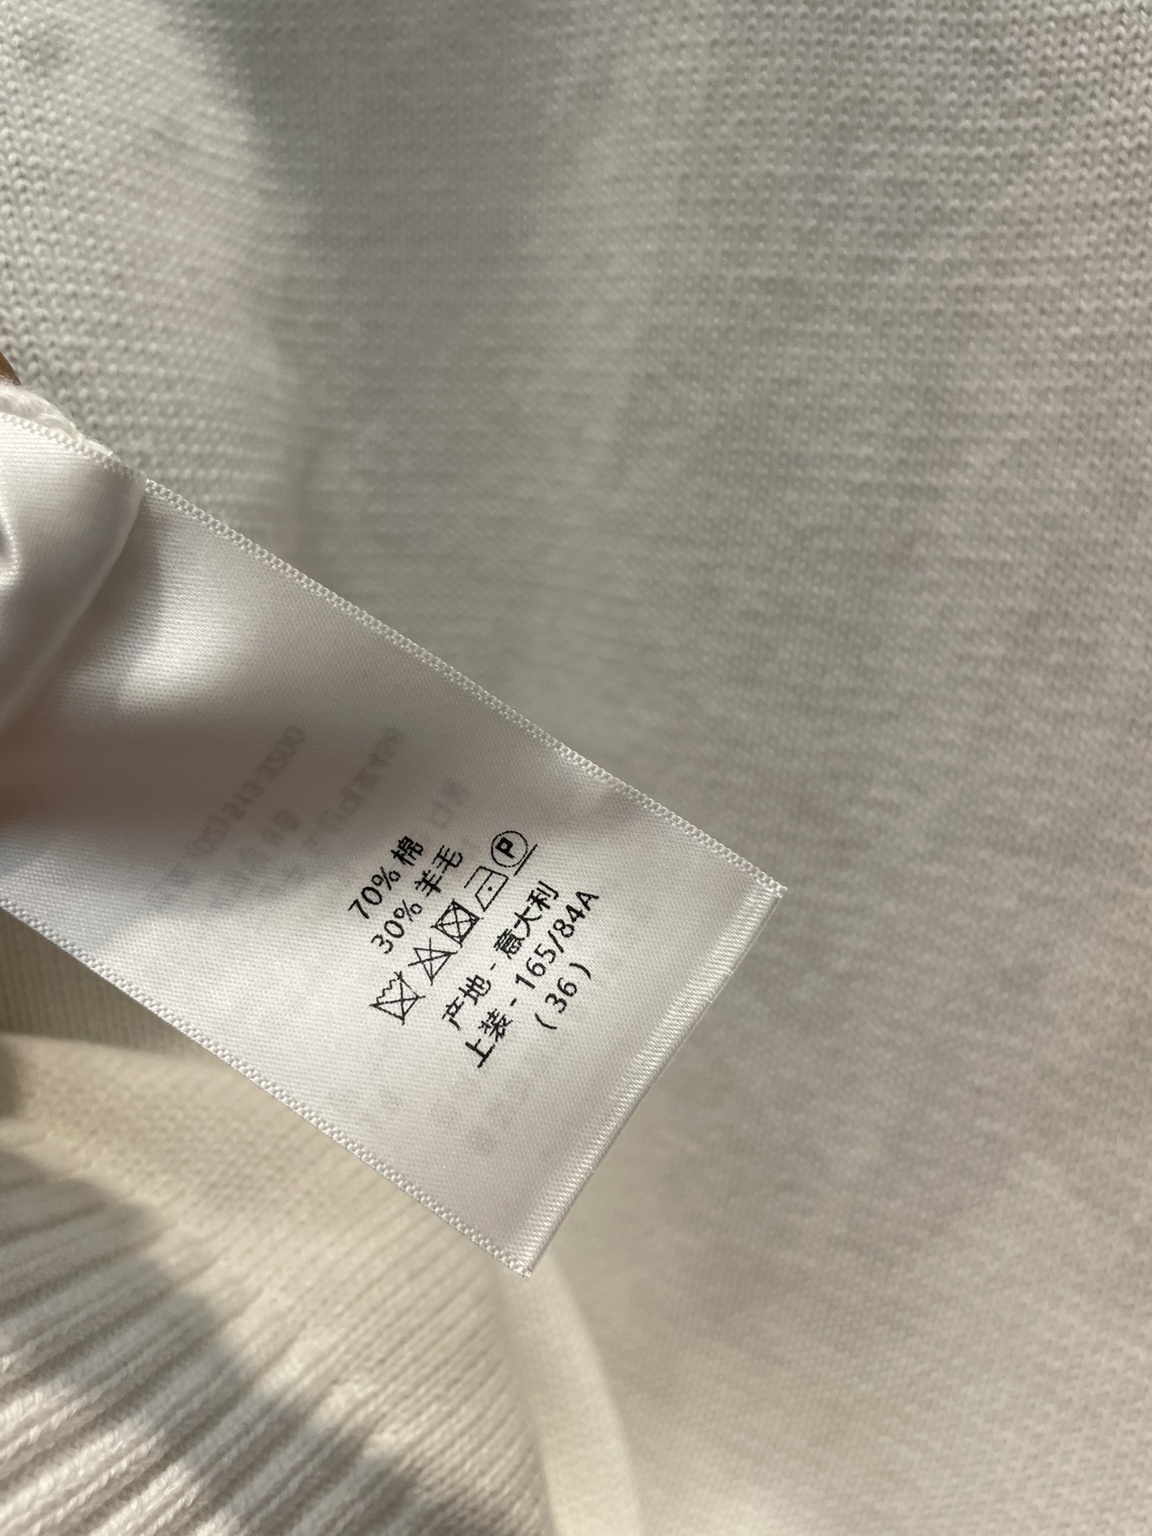 70% 棉
30% 羊毛
P
产地 - 意大利
上装 - 165/84A
( 36 )